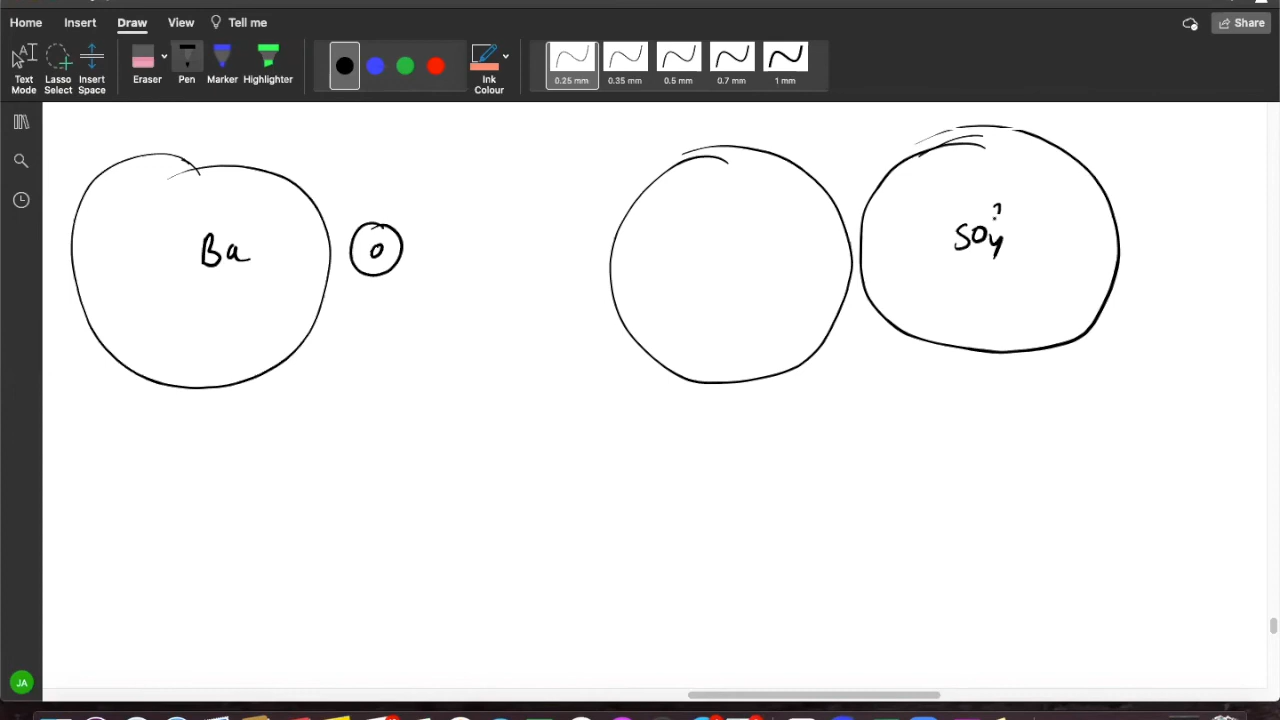 Home Insert Draw View Tell me
Share
Text Mode
Lasso Select
Insert Space
Eraser
Pen
Marker
Highlighter
Ink Colour
0.25 mm
0.35 mm
0.5 mm
0.7 mm
1 mm
Ba
O
SO4
JA